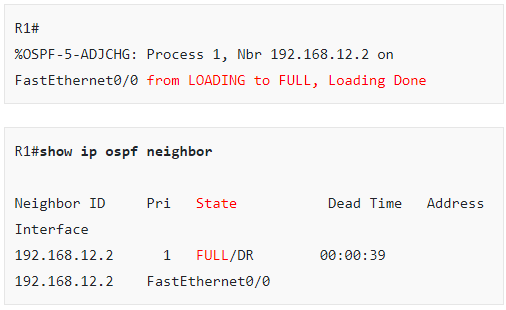 R1#
%OSPF-5-ADJCHG: Process 1, Nbr 192.168.12.2 on
FastEthernet0/0 from LOADING to FULL, Loading Done
R1#show ip ospf neighbor
Neighbor ID     Pri   State           Dead Time   Address
Interface
192.168.12.2      1   FULL/DR        00:00:39
192.168.12.2    FastEthernet0/0